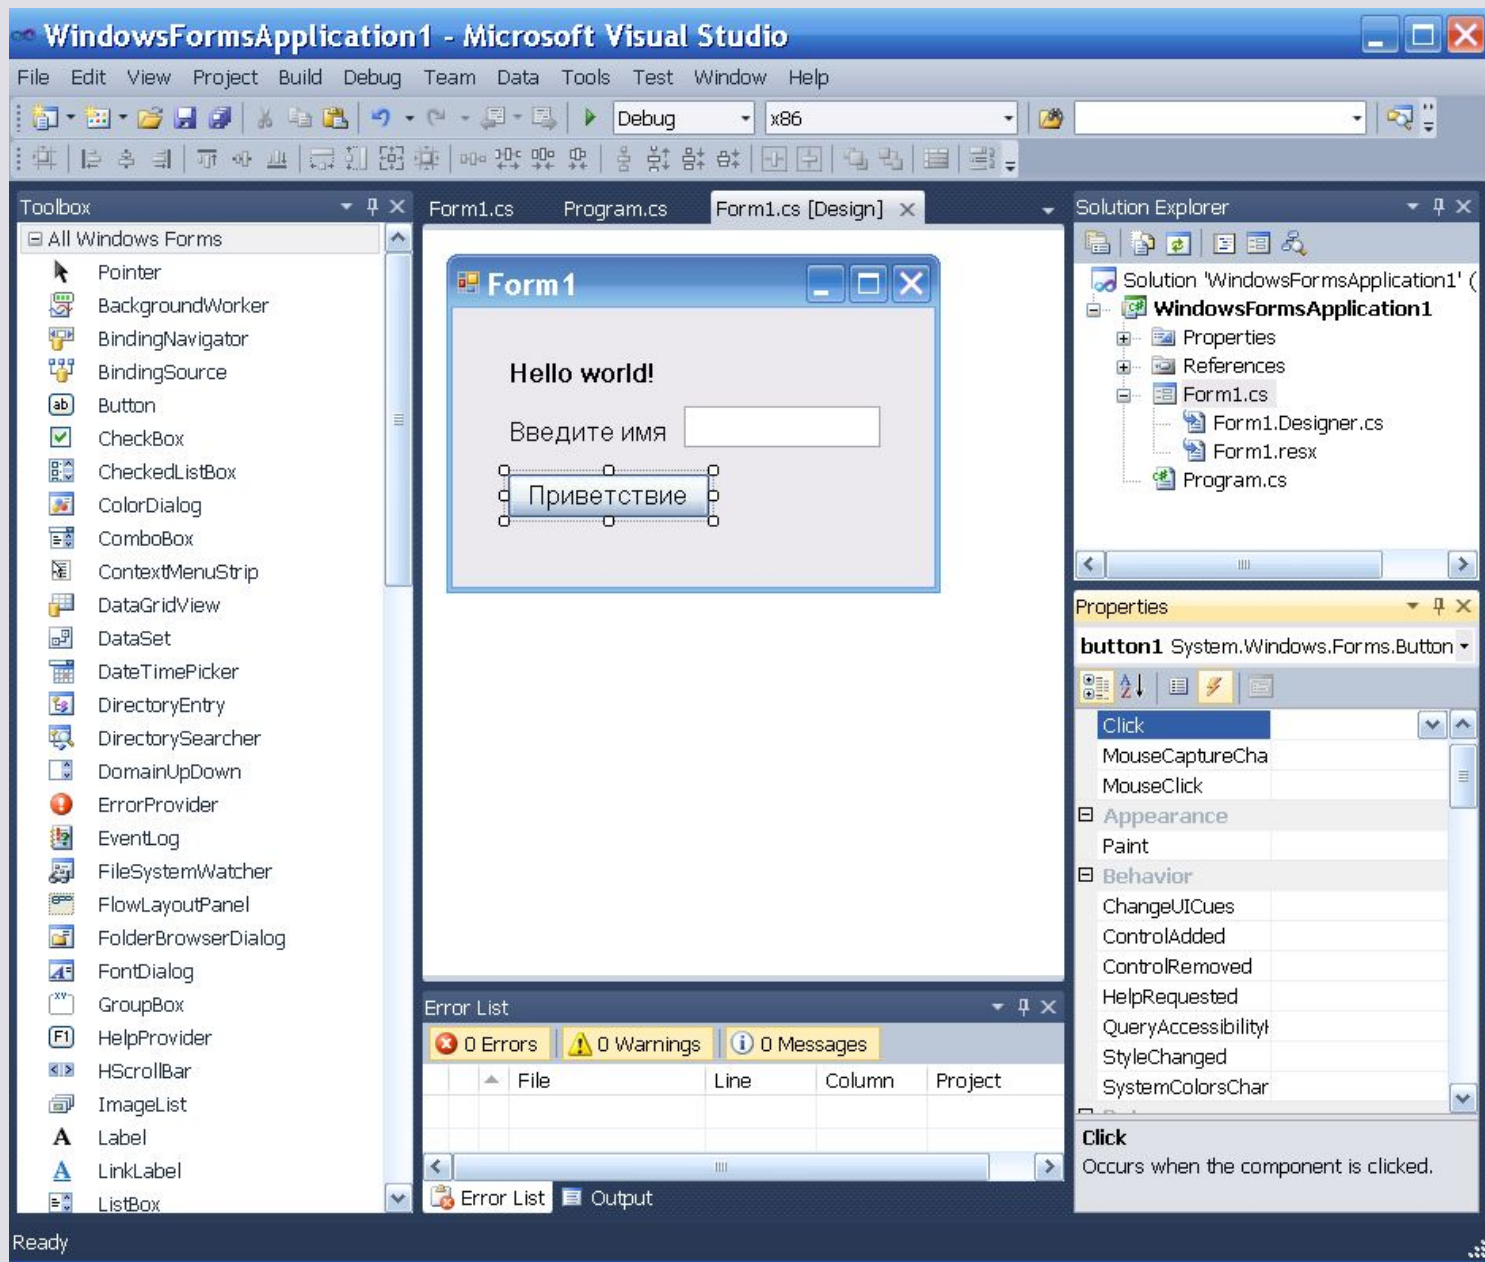 WindowsFormsApplication1 - Microsoft Visual Studio
File Edit View Project Build Debug Team Data Tools Test Window Help
Debug x86
Toolbox
All Windows Forms
Pointer
BackgroundWorker
BindingNavigator
BindingSource
Button
CheckBox
CheckedListBox
ColorDialog
ComboBox
ContextMenuStrip
DataGridView
DataSet
DateTimePicker
DirectoryEntry
DirectorySearcher
DomainUpDown
ErrorProvider
EventLog
FileSystemWatcher
FlowLayoutPanel
FolderBrowserDialog
FontDialog
GroupBox
HelpProvider
HScrollBar
ImageList
Label
LinkLabel
ListBox
Form1.cs Program.cs Form1.cs [Design]
Form1
Hello world!
Введите имя
Приветствие
Error List
0 Errors 0 Warnings 0 Messages
File Line Column Project
Error List Output
Solution Explorer
Solution 'WindowsFormsApplication1' (
WindowsFormsApplication1
Properties
References
Form1.cs
Form1.Designer.cs
Form1.resx
Program.cs
Properties
button1 System.Windows.Forms.Button
Click
MouseCaptureCha
MouseClick
Appearance
Paint
Behavior
ChangeUICues
ControlAdded
ControlRemoved
HelpRequested
QueryAccessibilityH
StyleChanged
SystemColorsChar
Click
Occurs when the component is clicked.
Ready